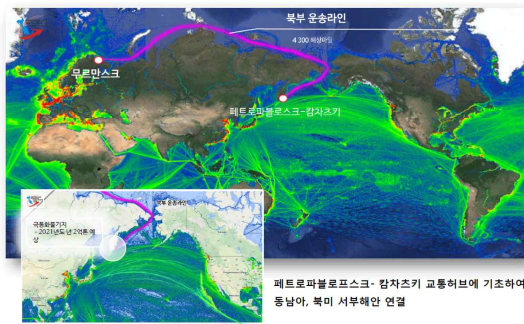 북부 운송라인
4 300 해상마일
무르만스크
페트로파블로스크-캄차츠키
북부 운송라인
극동화물기지
- 2021년도 년 2억톤 예
상
페트로파블로프스크- 캄차츠키 교통허브에 기초하여
동남아, 북미 서부해안 연결